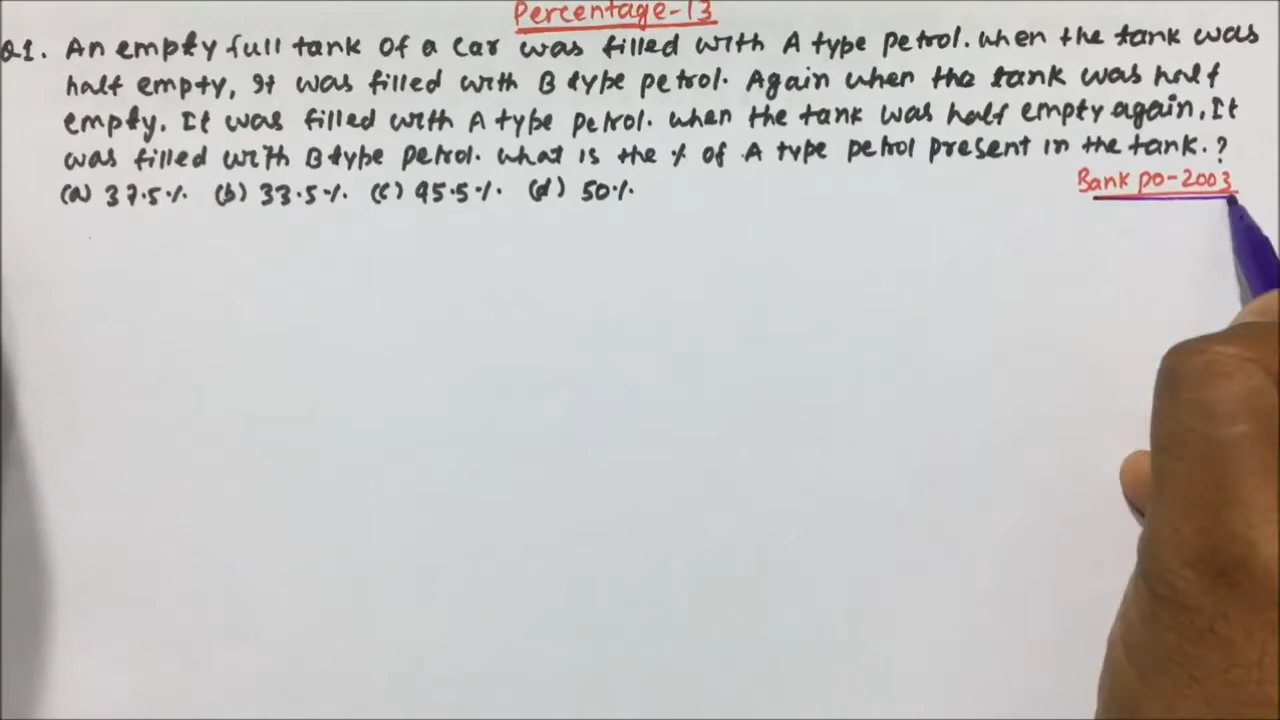 Percentage-13
Q1. An empty full tank of a Car was filled with A type petrol. when the tank was
half empty, It was filled with B type petrol. Again when the tank was half
empty. It was filled with A type Petrol. when the tank was half empty again, It
was filled with B type petrol. what is the % of A type petrol present in the tank.?
(a) 37.5% (b) 33.5% (c) 45.5% (d) 50%
Bank PO-2003